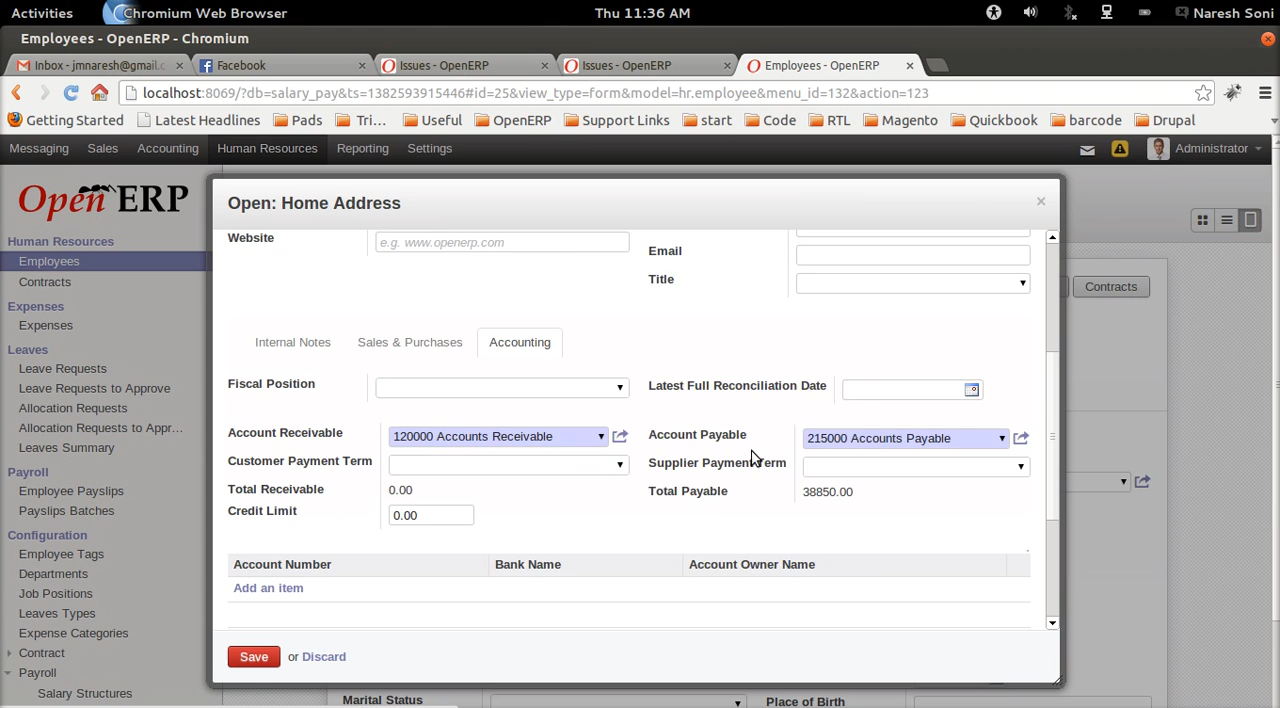 Activities Chromium Web Browser Thu 11:36 AM Naresh Soni
Employees - OpenERP - Chromium
Inbox - jmnaresh@gmail.c Facebook Issues - OpenERP Issues - OpenERP Employees - OpenERP
localhost:8069/?db=salary_pay&ts=1382593915446#id=25&view_type=form&model=hr.employee&menu_id=132&action=123
Getting Started Latest Headlines Pads Tri... Useful OpenERP Support Links start Code RTL Magento Quickbook barcode Drupal
Messaging Sales Accounting Human Resources Reporting Settings Administrator
Open ERP
Human Resources
Employees
Contracts
Expenses
Expenses
Leaves
Leave Requests
Leave Requests to Approve
Allocation Requests
Allocation Requests to Appr...
Leaves Summary
Payroll
Employee Payslips
Payslips Batches
Configuration
Employee Tags
Departments
Job Positions
Leaves Types
Expense Categories
Contract
Payroll
Salary Structures
Open: Home Address
Website e.g. www.openerp.com
Email
Title
Contracts
Internal Notes Sales & Purchases Accounting
Fiscal Position Latest Full Reconciliation Date
Account Receivable 120000 Accounts Receivable Account Payable 215000 Accounts Payable
Customer Payment Term Supplier Payment Term
Total Receivable 0.00 Total Payable 38850.00
Credit Limit 0.00
Account Number Bank Name Account Owner Name
Add an item
Save or Discard
Marital Status Place of Birth